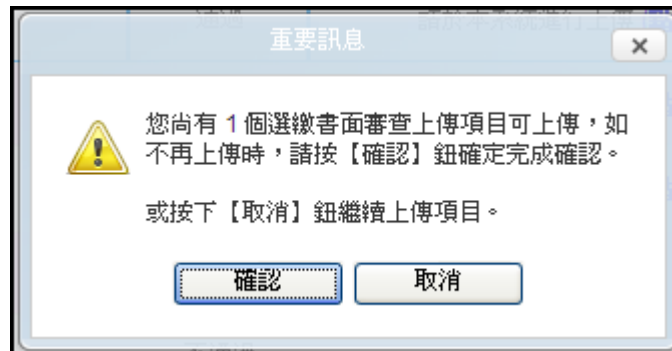 重要訊息
您尚有 1 個選繳書面審查上傳項目可上傳，如
不再上傳時，請按【確認】鈕確定完成確認。
或按下【取消】鈕繼續上傳項目。
確認
取消